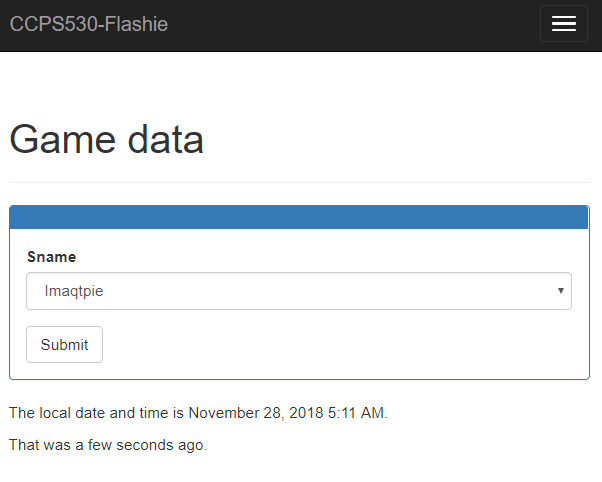 CCPS530-Flashie
Game data
Sname
Imaqtpie
Submit
The local date and time is November 28, 2018 5:11 AM.
That was a few seconds ago.